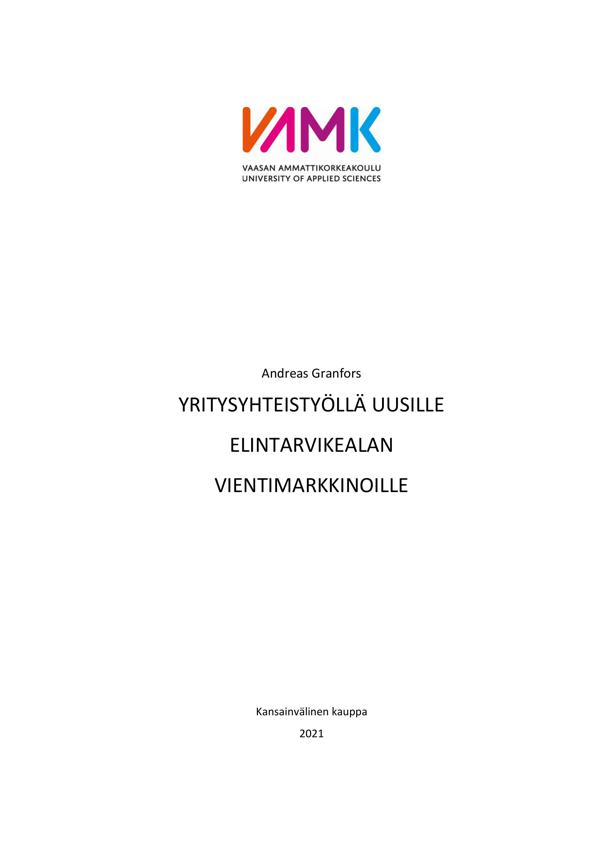 VAMK
VAASAN AMMATTIKORKEAKOULU
UNIVERSITY OF APPLIED SCIENCES
Andreas Granfors
YRITYSYHTEISTYÖLLÄ UUSILLE
ELINTARVIKEALAN
VIENTIMARKKINOILLE
Kansainvälinen kauppa
2021